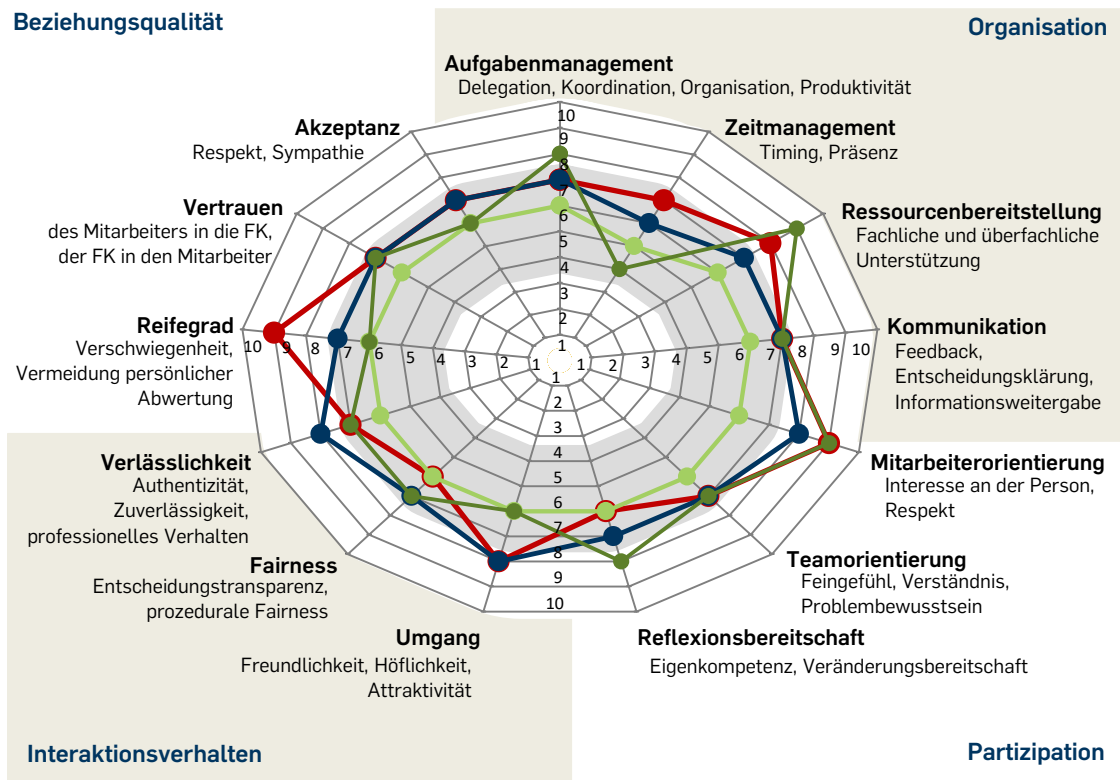 Beziehungsqualität
Organisation
Aufgabenmanagement
Delegation, Koordination, Organisation, Produktivität
Akzeptanz
Respekt, Sympathie
Zeitmanagement
Timing, Präsenz
Vertrauen
des Mitarbeiters in die FK,
der FK in den Mitarbeiter
Ressourcenbereitstellung
Fachliche und überfachliche
Unterstützung
Reifegrad
Verschwiegenheit,
Vermeidung persönlicher
Abwertung
Kommunikation
Feedback,
Entscheidungsklärung,
Informationsweitergabe
10
9
8
7
6
5
4
3
2
1
10 9 8 7 6 5 4 3 2 1
1 2 3 4 5 6 7 8 9 10
1
2
3
4
5
6
7
8
9
10
Verlässlichkeit
Authentizität,
Zuverlässigkeit,
professionelles Verhalten
Mitarbeiterorientierung
Interesse an der Person,
Respekt
Fairness
Entscheidungstransparenz,
prozedurale Fairness
Teamorientierung
Feingefühl, Verständnis,
Problembewusstsein
Umgang
Freundlichkeit, Höflichkeit,
Attraktivität
Reflexionsbereitschaft
Eigenkompetenz, Veränderungsbereitschaft
Interaktionsverhalten
Partizipation